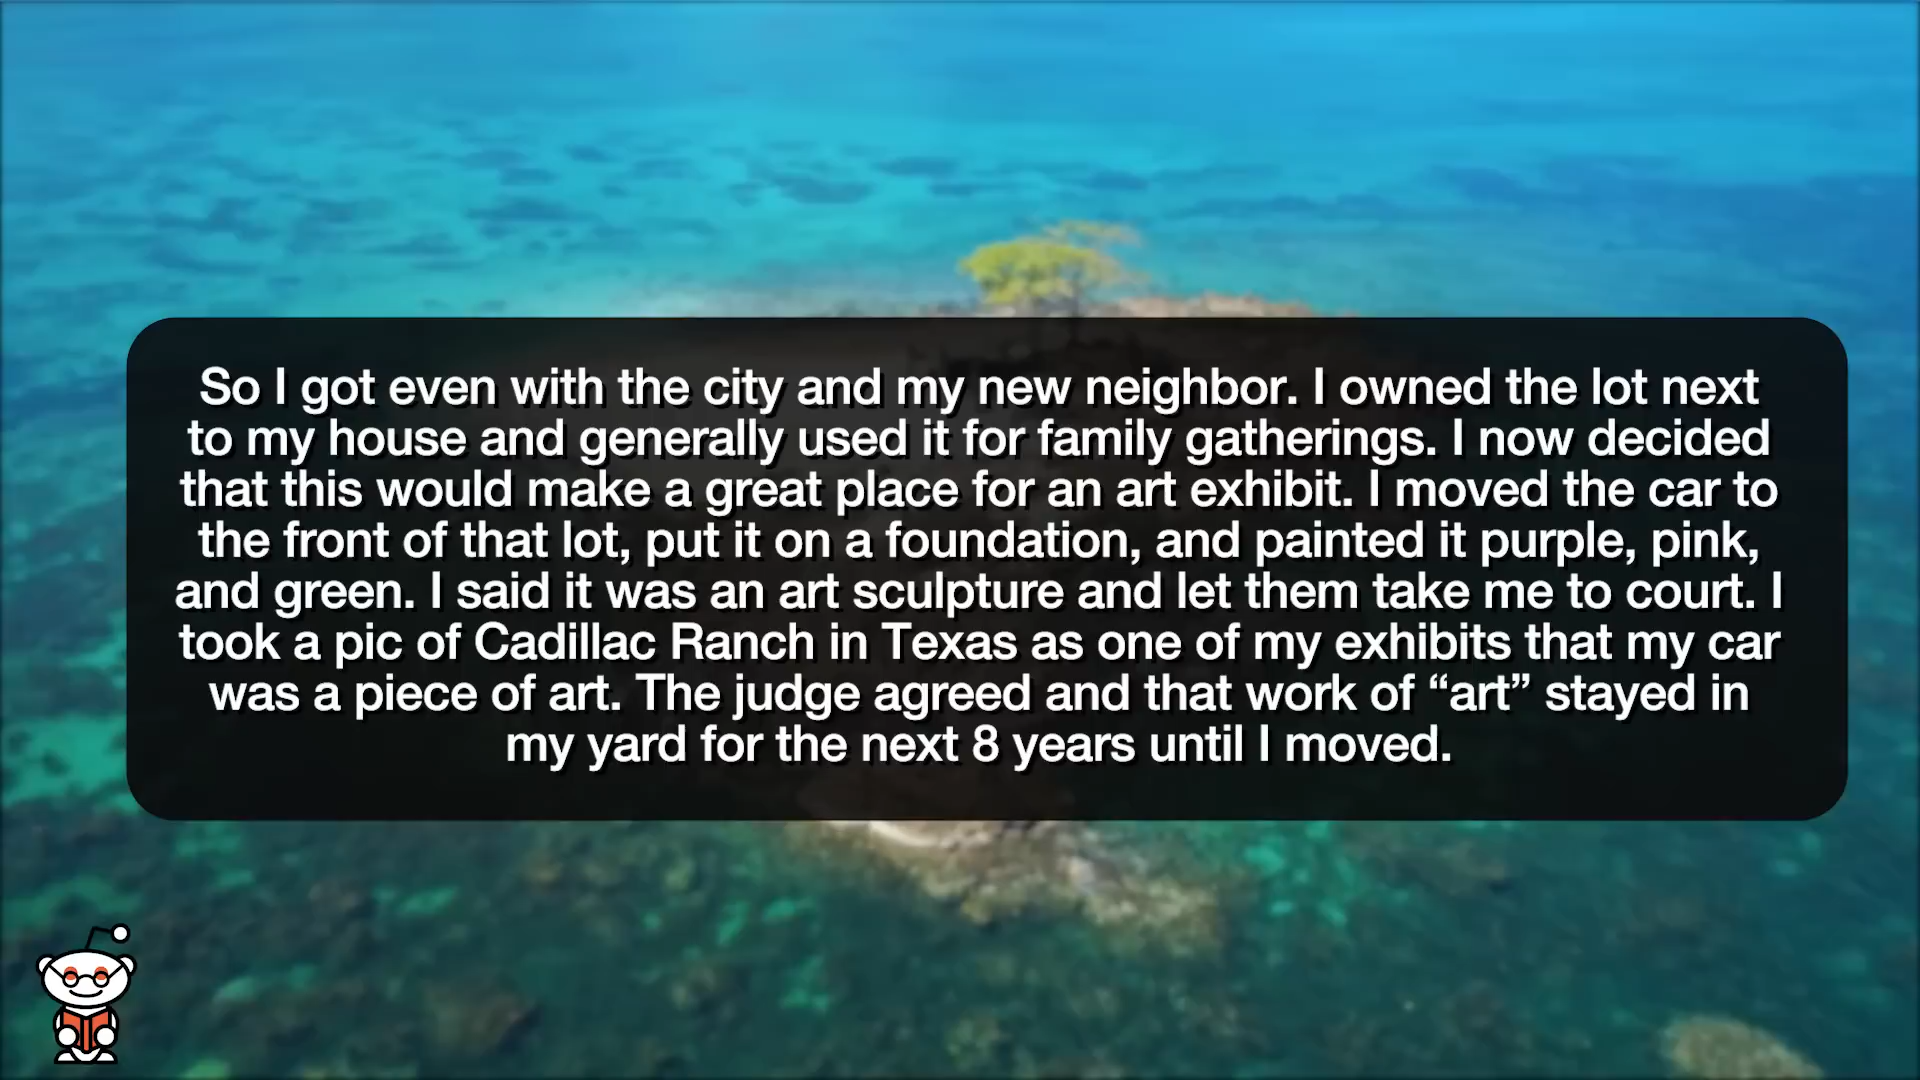 So I got even with the city and my new neighbor. I owned the lot next
to my house and generally used it for family gatherings. I now decided
that this would make a great place for an art exhibit. I moved the car to
the front of that lot, put it on a foundation, and painted it purple, pink,
and green. I said it was an art sculpture and let them take me to court. I
took a pic of Cadillac Ranch in Texas as one of my exhibits that my car
was a piece of art. The judge agreed and that work of “art” stayed in
my yard for the next 8 years until I moved.